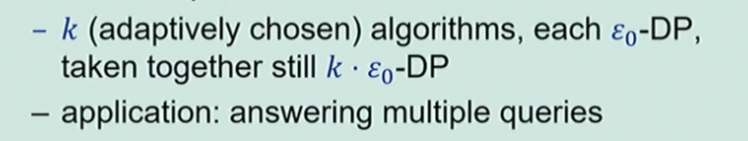 – k (adaptively chosen) algorithms, each ε₀-DP,
taken together still k · ε₀-DP
– application: answering multiple queries